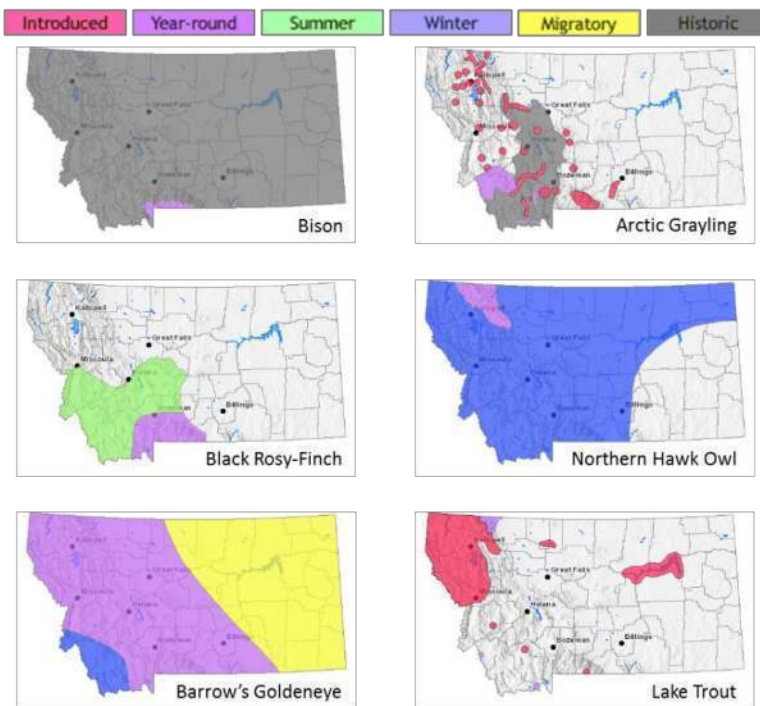 Introduced Year-round Summer Winter Migratory Historic
Kalispell
Great Falls
Missoula
Helena
Bozeman
Billings
Bison
Kalispell
Great Falls
Missoula
Helena
Bozeman
Billings
Arctic Grayling
Kalispell
Great Falls
Missoula
Helena
Bozeman
Billings
Black Rosy-Finch
Great Falls
Missoula
Helena
Bozeman
Billings
Northern Hawk Owl
Kalispell
Great Falls
Missoula
Helena
Bozeman
Billings
Barrow's Goldeneye
Kalispell
Great Falls
Missoula
Helena
Bozeman
Billings
Lake Trout